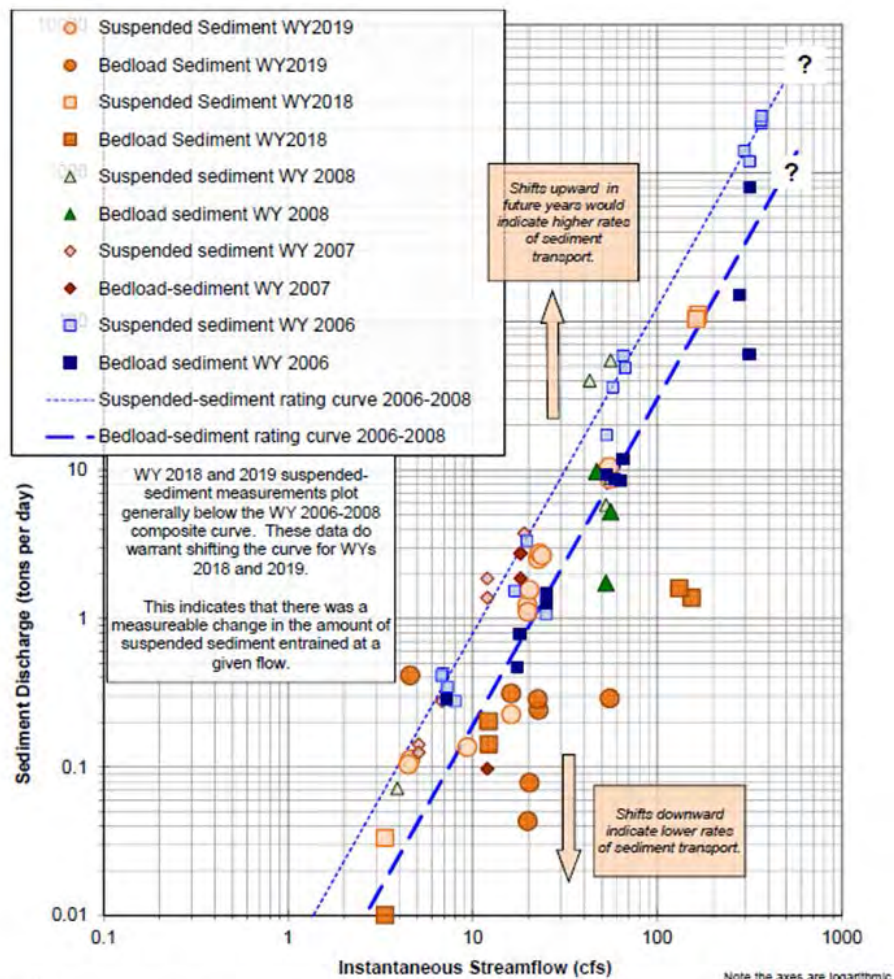 10000
Suspended Sediment WY2019
Bedload Sediment WY2019
Suspended Sediment WY2018
Bedload Sediment WY2018
Suspended sediment WY 2008
Bedload sediment WY 2008
Suspended sediment WY 2007
Bedload-sediment WY 2007
Suspended sediment WY 2006
Bedload sediment WY 2006
Suspended-sediment rating curve 2006-2008
Bedload-sediment rating curve 2006-2008
?
?
Shifts upward in
future years would
indicate higher rates
of sediment
transport.
WY 2018 and 2019 suspended-
sediment measurements plot
generally below the WY 2006-2008
composite curve. These data do
warrant shifting the curve for WYs
2018 and 2019.
This indicates that there was a
measureable change in the amount of
suspended sediment entrained at a
given flow.
Shifts downward
indicate lower rates
of sediment transport.
Sediment Discharge (tons per day)
10
1
0.1
0.01
0.1
1
10
100
1000
Instantaneous Streamflow (cfs)
Note the axes are logarithmic